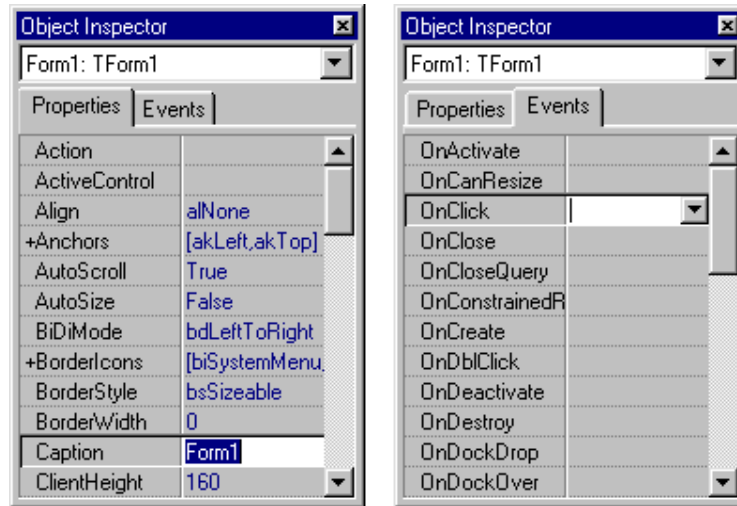 Object Inspector
Form1: TForm1
Properties Events
Action
ActiveControl
Align alNone
+Anchors [akLeft,akTop]
AutoScroll True
AutoSize False
BiDiMode bdLeftToRight
+BorderIcons [biSystemMenu,
BorderStyle bsSizeable
BorderWidth 0
Caption Form1
ClientHeight 160
Object Inspector
Form1: TForm1
Properties Events
OnActivate
OnCanResize
OnClick
OnClose
OnCloseQuery
OnConstrainedR
OnCreate
OnDblClick
OnDeactivate
OnDestroy
OnDockDrop
OnDockOver